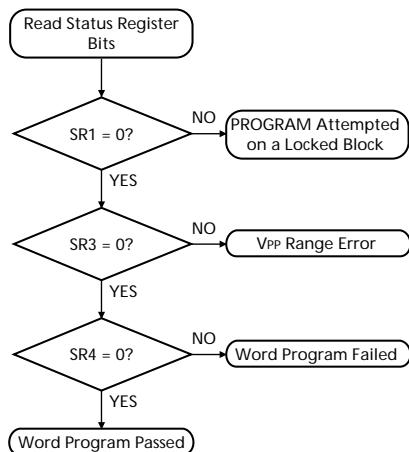 Read Status Register
Bits
SR1 = 0?
NO
PROGRAM Attempted
on a Locked Block
YES
SR3 = 0?
NO
VPP Range Error
YES
SR4 = 0?
NO
Word Program Failed
YES
Word Program Passed